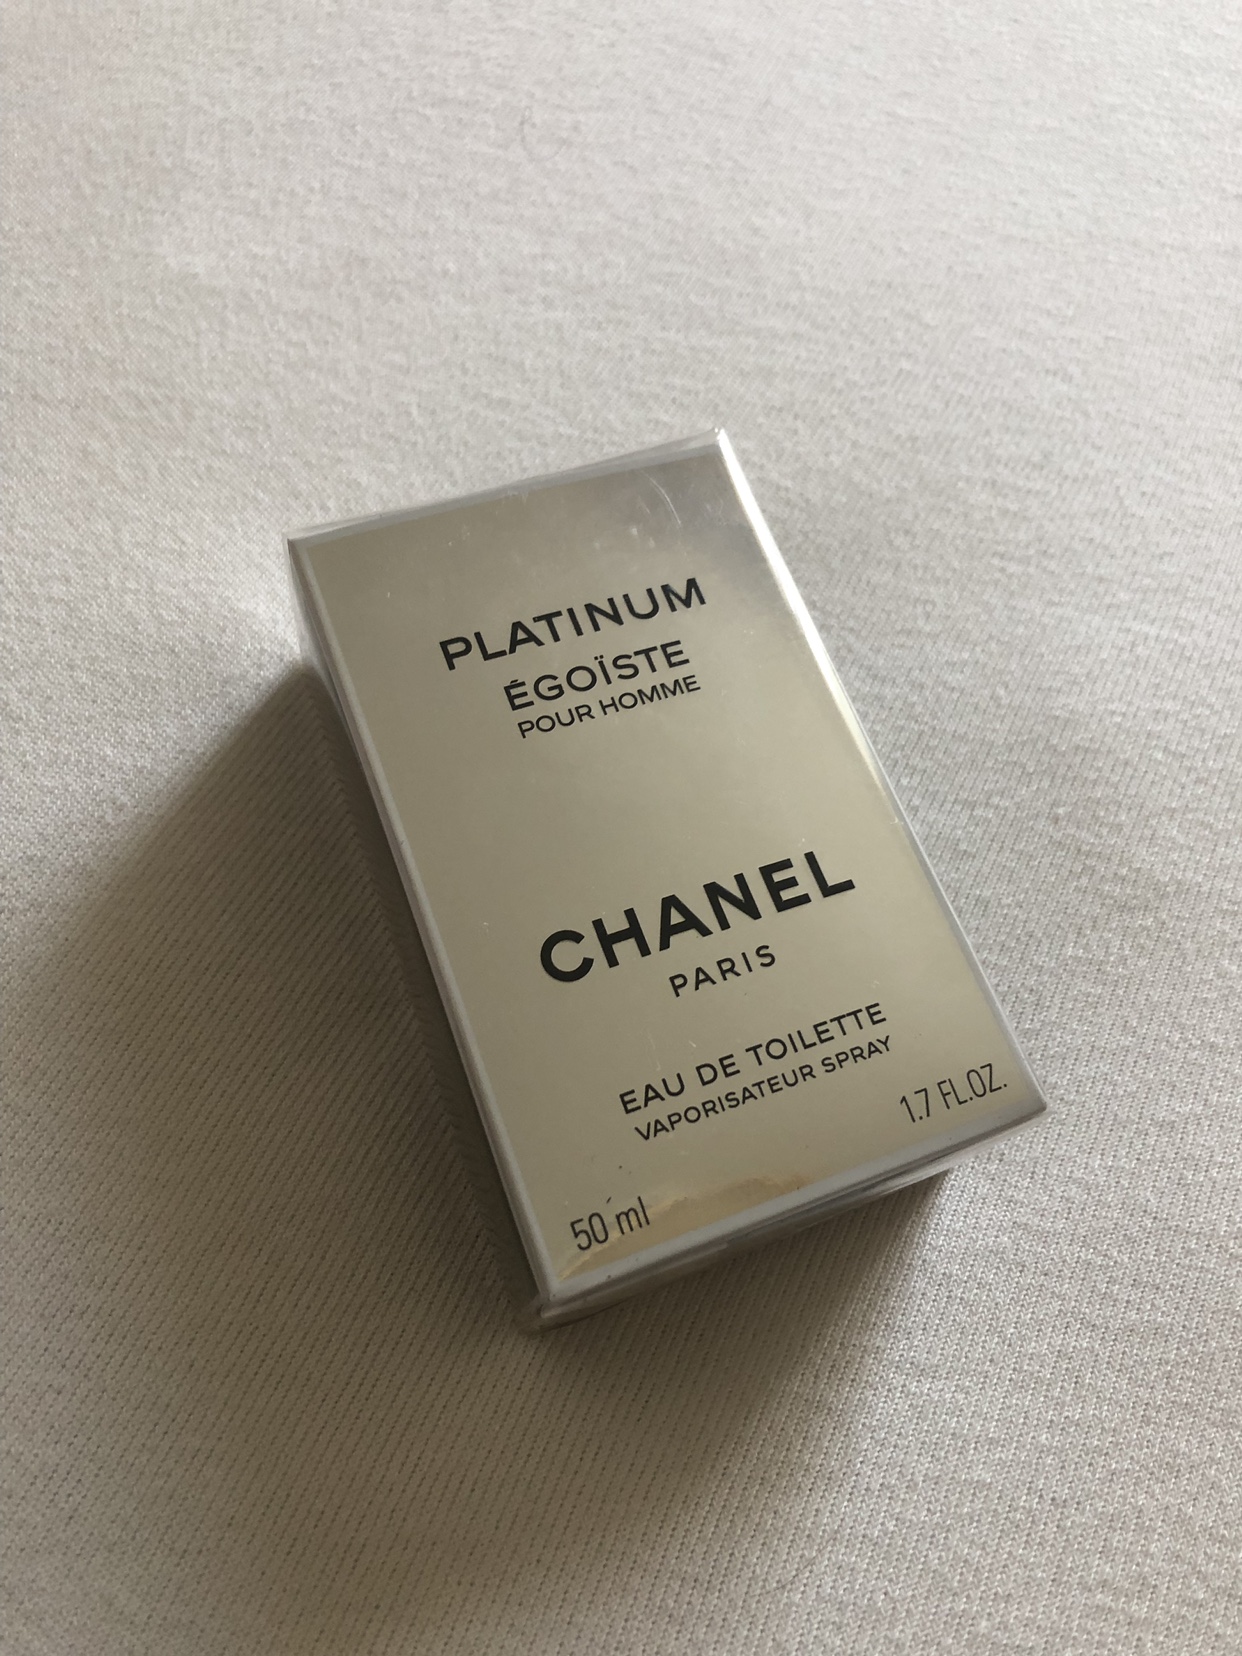 PLATINUM
ÉGOÏSTE
POUR HOMME
CHANEL
PARIS
EAU DE TOILETTE
VAPORISATEUR SPRAY
1.7 FL.OZ.
50 ml